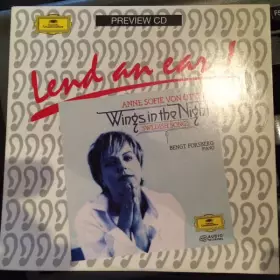 PREVIEW CD
Lend an ear!
ANNE SOFIE VON OTTER
Wings in the Night
SWEDISH SONGS
BENGT FORSBERG
PIANO